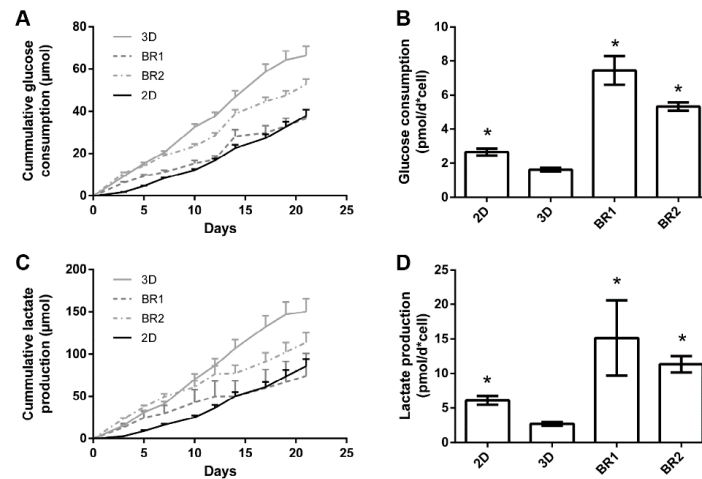 A
Cummulative glucose
consumption (μmol)
80
60
40
20
0
3D
BR1
BR2
2D
0
5
10
15
20
25
Days
B
Glucose consumption
(pmol/d*cell)
10
8
6
4
2
0
*
*
*
2D
3D
BR1
BR2
C
Cummulative lactate
production (μmol)
200
150
100
50
0
3D
BR1
BR2
2D
0
5
10
15
20
25
Days
D
Lactate production
(pmol/d*cell)
25
20
15
10
5
0
*
*
*
2D
3D
BR1
BR2